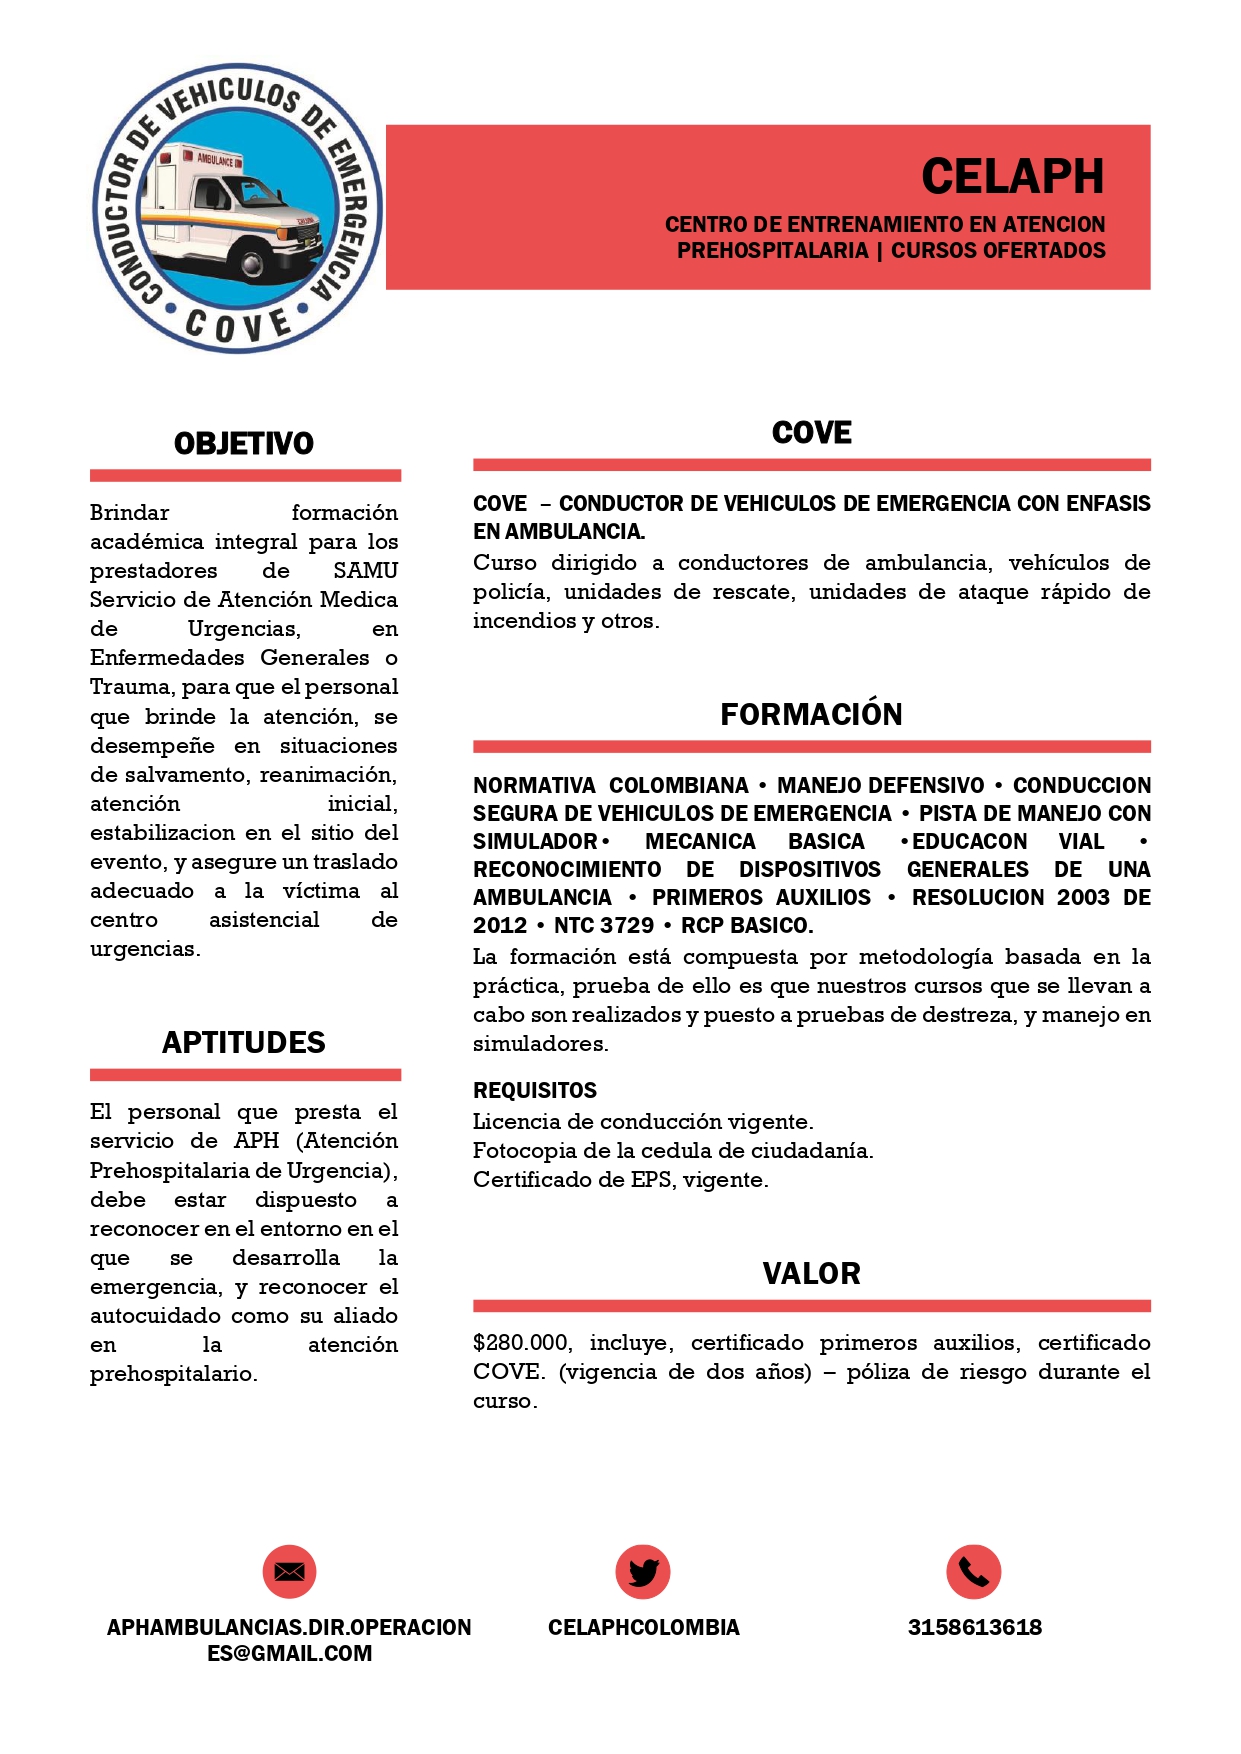 CONDUCTOR DE VEHICULOS DE EMERGENCIA
AMBULANCE
• COVE •
CELAPH
CENTRO DE ENTRENAMIENTO EN ATENCION
PREHOSPITALARIA | CURSOS OFERTADOS
OBJETIVO
Brindar formación
académica integral para los
prestadores de SAMU
Servicio de Atención Medica
de Urgencias, en
Enfermedades Generales o
Trauma, para que el personal
que brinde la atención, se
desempeñe en situaciones
de salvamento, reanimación,
atención inicial,
estabilizacion en el sitio del
evento, y asegure un traslado
adecuado a la víctima al
centro asistencial de
urgencias.
APTITUDES
El personal que presta el
servicio de APH (Atención
Prehospitalaria de Urgencia),
debe estar dispuesto a
reconocer en el entorno en el
que se desarrolla la
emergencia, y reconocer el
autocuidado como su aliado
en la atención
prehospitalario.
COVE
COVE – CONDUCTOR DE VEHICULOS DE EMERGENCIA CON ENFASIS
EN AMBULANCIA.
Curso dirigido a conductores de ambulancia, vehículos de
policía, unidades de rescate, unidades de ataque rápido de
incendios y otros.
FORMACIÓN
NORMATIVA COLOMBIANA • MANEJO DEFENSIVO • CONDUCCION
SEGURA DE VEHICULOS DE EMERGENCIA • PISTA DE MANEJO CON
SIMULADOR• MECANICA BASICA •EDUCACON VIAL •
RECONOCIMIENTO DE DISPOSITIVOS GENERALES DE UNA
AMBULANCIA • PRIMEROS AUXILIOS • RESOLUCION 2003 DE
2012 • NTC 3729 • RCP BASICO.
La formación está compuesta por metodología basada en la
práctica, prueba de ello es que nuestros cursos que se llevan a
cabo son realizados y puesto a pruebas de destreza, y manejo en
simuladores.
REQUISITOS
Licencia de conducción vigente.
Fotocopia de la cedula de ciudadanía.
Certificado de EPS, vigente.
VALOR
$280.000, incluye, certificado primeros auxilios, certificado
COVE. (vigencia de dos años) – póliza de riesgo durante el
curso.
APHAMBULANCIAS.DIR.OPERACION
ES@GMAIL.COM
CELAPHCOLOMBIA
3158613618